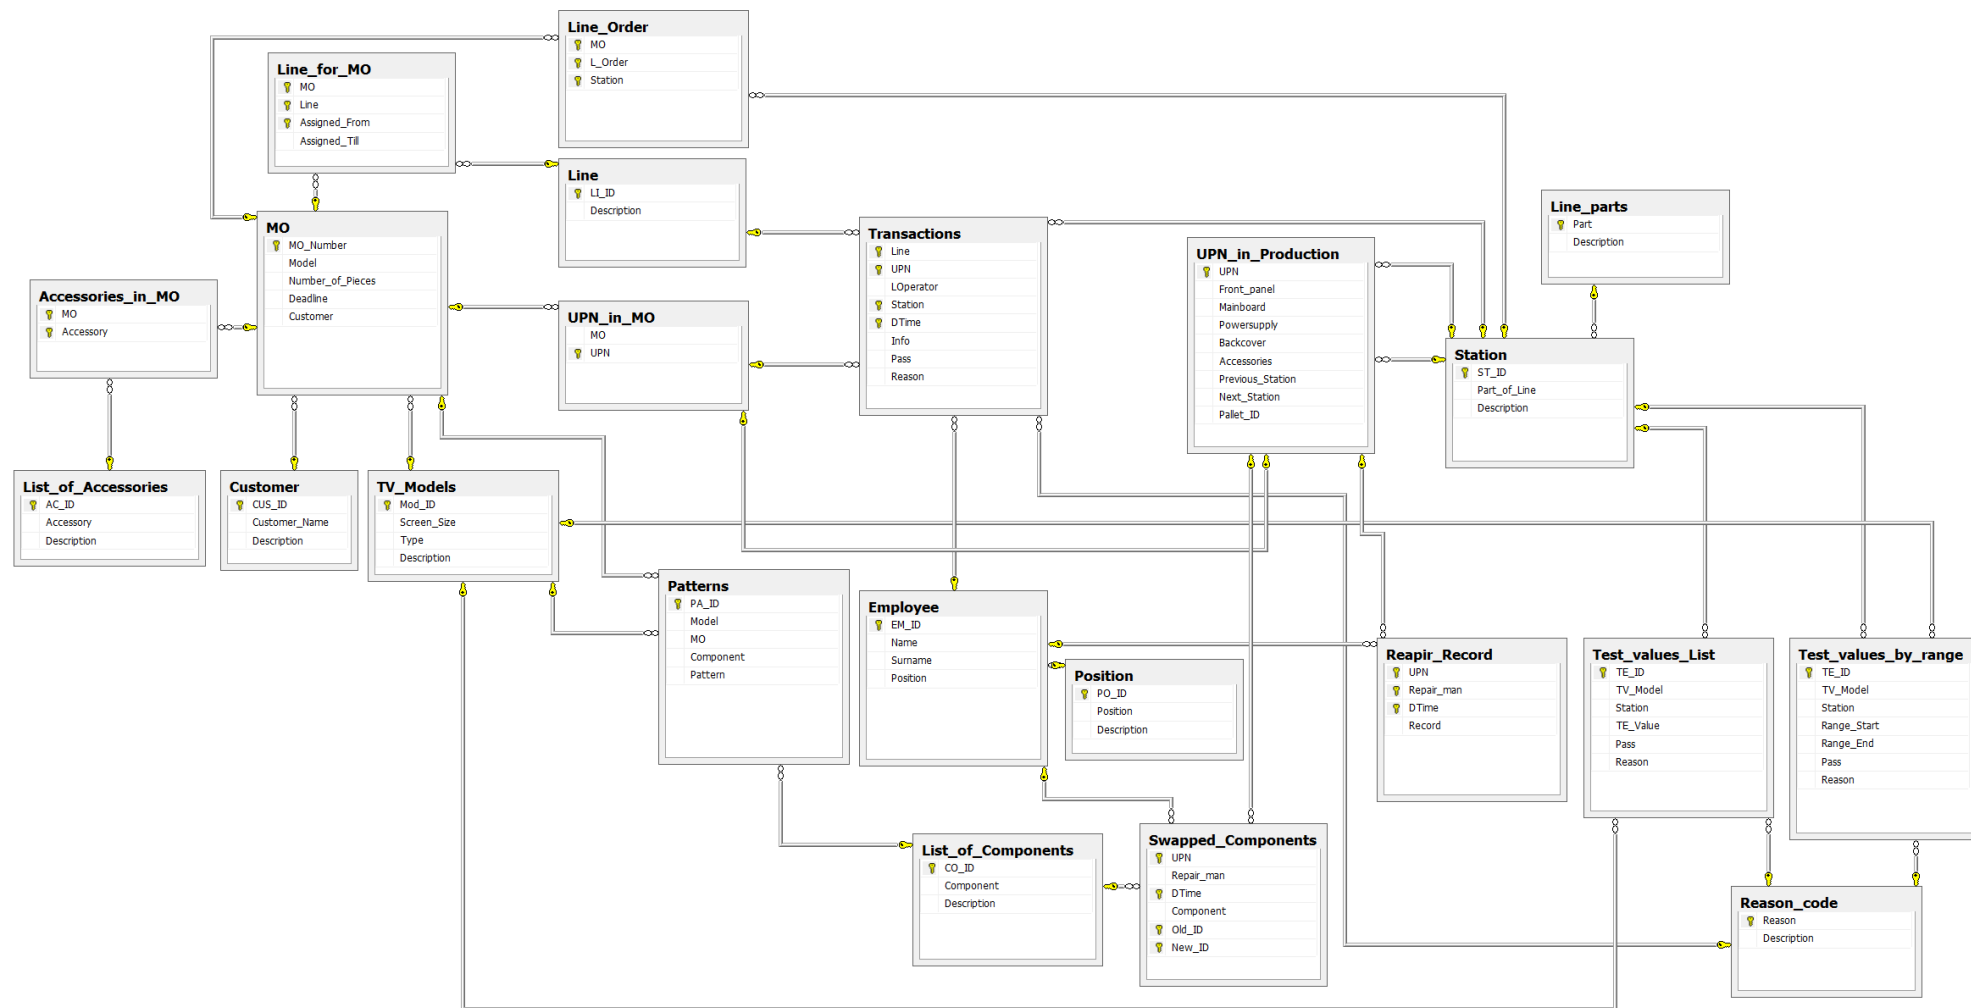 Line_Order
MO
L_Order
Station
Line_for_MO
MO
Line
Assigned_From
Assigned_Till
Line
LI_ID
Description
MO
MO_Number
Model
Number_of_Pieces
Deadline
Customer
Transactions
Line
UPN
LOperator
Station
DTime
Info
Pass
Reason
UPN_in_Production
UPN
Front_panel
Mainboard
Powersupply
Backcover
Accessories
Previous_Station
Next_Station
Pallet_ID
Line_parts
Part
Description
Accessories_in_MO
MO
Accessory
UPN_in_MO
MO
UPN
Station
ST_ID
Part_of_Line
Description
List_of_Accessories
AC_ID
Accessory
Description
Customer
CUS_ID
Customer_Name
Description
TV_Models
Mod_ID
Screen_Size
Type
Description
Patterns
PA_ID
Model
MO
Component
Pattern
Employee
EM_ID
Name
Surname
Position
Position
PO_ID
Position
Description
Reapir_Record
UPN
Repair_man
DTime
Record
Test_values_List
TE_ID
TV_Model
Station
TE_Value
Pass
Reason
Test_values_by_range
TE_ID
TV_Model
Station
Range_Start
Range_End
Pass
Reason
List_of_Components
CO_ID
Component
Description
Swapped_Components
UPN
Repair_man
DTime
Component
Old_ID
New_ID
Reason_code
Reason
Description